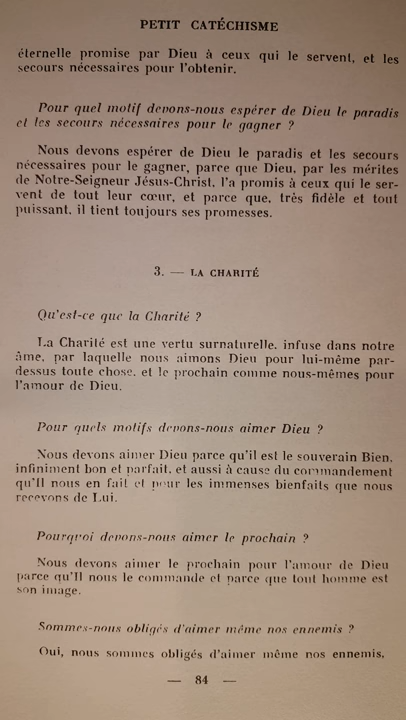 PETIT CATÉCHISME
éternelle promise par Dieu à ceux qui le servent, et les
secours nécessaires pour l'obtenir.
Pour quel motif devons-nous espérer de Dieu le paradis
et les secours nécessaires pour le gagner ?
Nous devons espérer de Dieu le paradis et les secours
nécessaires pour le gagner, parce que Dieu, par les mérites
de Notre-Seigneur Jésus-Christ, l'a promis à ceux qui le ser-
vent de tout leur cœur, et parce que, très fidèle et tout
puissant, il tient toujours ses promesses.
3. — LA CHARITÉ
Qu'est-ce que la Charité ?
La Charité est une vertu surnaturelle, infuse dans notre
âme, par laquelle nous aimons Dieu pour lui-même par-
dessus toute chose, et le prochain comme nous-mêmes pour
l'amour de Dieu.
Pour quels motifs devons-nous aimer Dieu ?
Nous devons aimer Dieu parce qu'il est le souverain Bien,
infiniment bon et parfait, et aussi à cause du commandement
qu'Il nous en fait et pour les immenses bienfaits que nous
recevons de Lui.
Pourquoi devons-nous aimer le prochain ?
Nous devons aimer le prochain pour l'amour de Dieu
parce qu'Il nous le commande et parce que tout homme est
son image.
Sommes-nous obligés d'aimer même nos ennemis ?
Oui, nous sommes obligés d'aimer même nos ennemis,
— 84 —